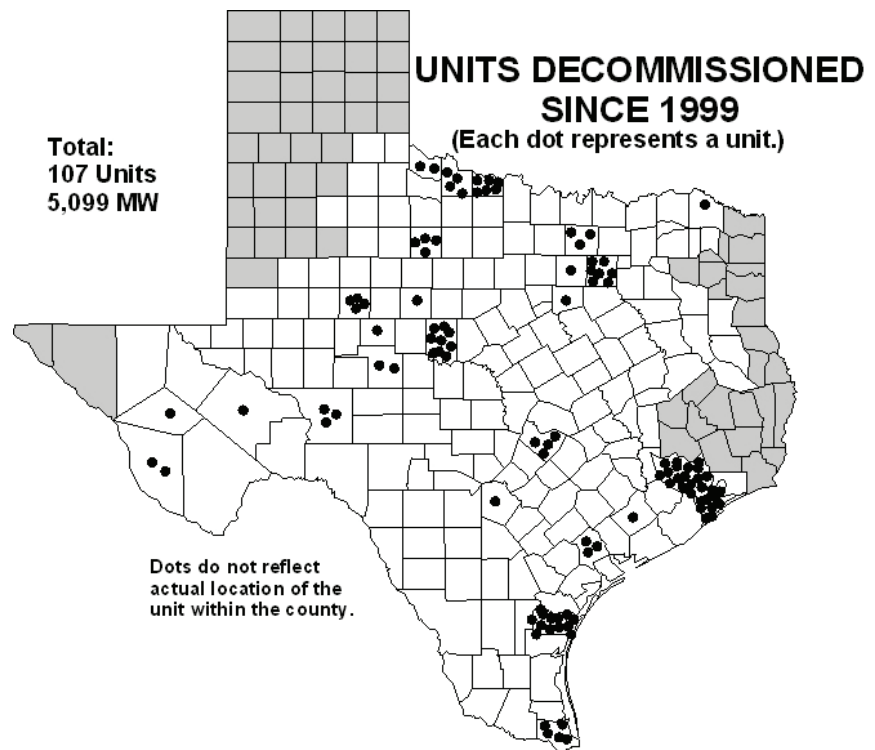 UNITS DECOMMISSIONED
SINCE 1999
(Each dot represents a unit.)
Total:
107 Units
5,099 MW
Dots do not reflect
actual location of the
unit within the county.